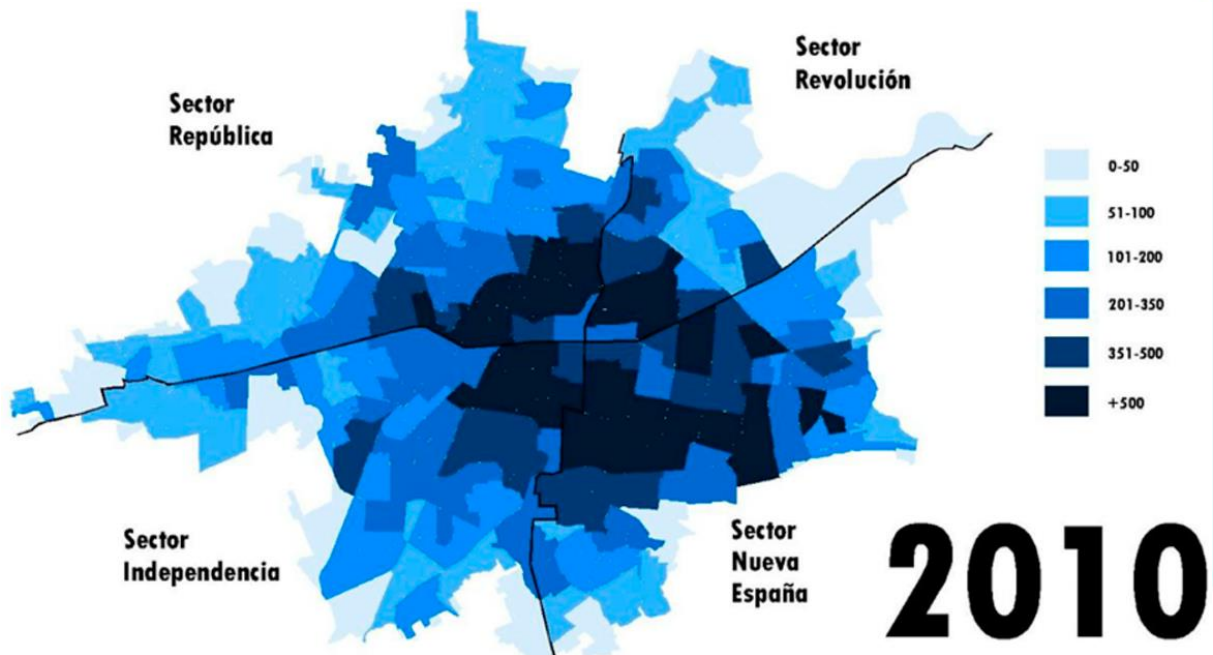 Sector
República
Sector
Revolución
0-50
51-100
101-200
201-350
351-500
+500
Sector
Independencia
Sector
Nueva
España
2010